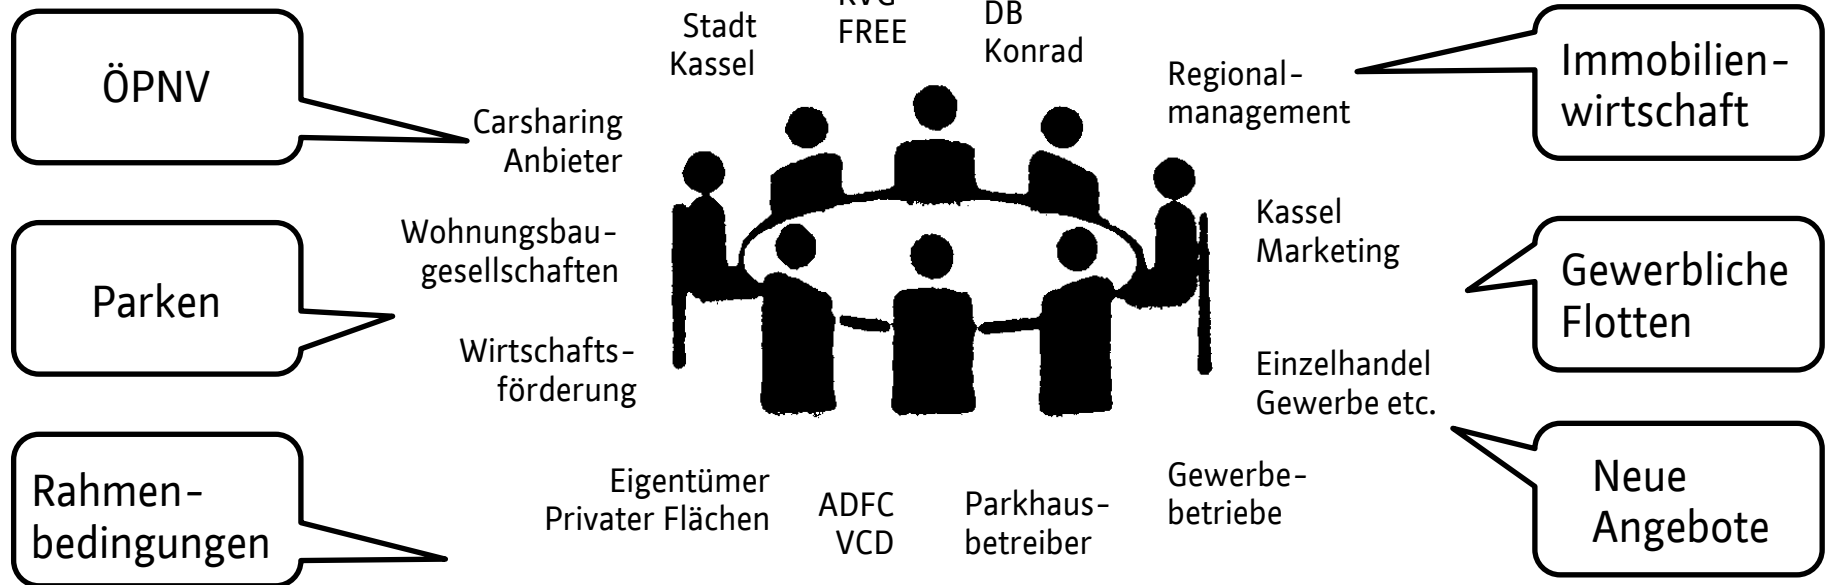 ÖPNV
Parken
Rahmen-
bedingungen
Stadt
Kassel
FREE
DB
Konrad
Carsharing
Anbieter
Wohnungsbau-
gesellschaften
Wirtschafts-
förderung
Eigentümer
Privater Flächen
ADFC
VCD
Parkhaus-
betreiber
Regional-
management
Kassel
Marketing
Einzelhandel
Gewerbe etc.
Gewerbe-
betriebe
Immobilien-
wirtschaft
Gewerbliche
Flotten
Neue
Angebote